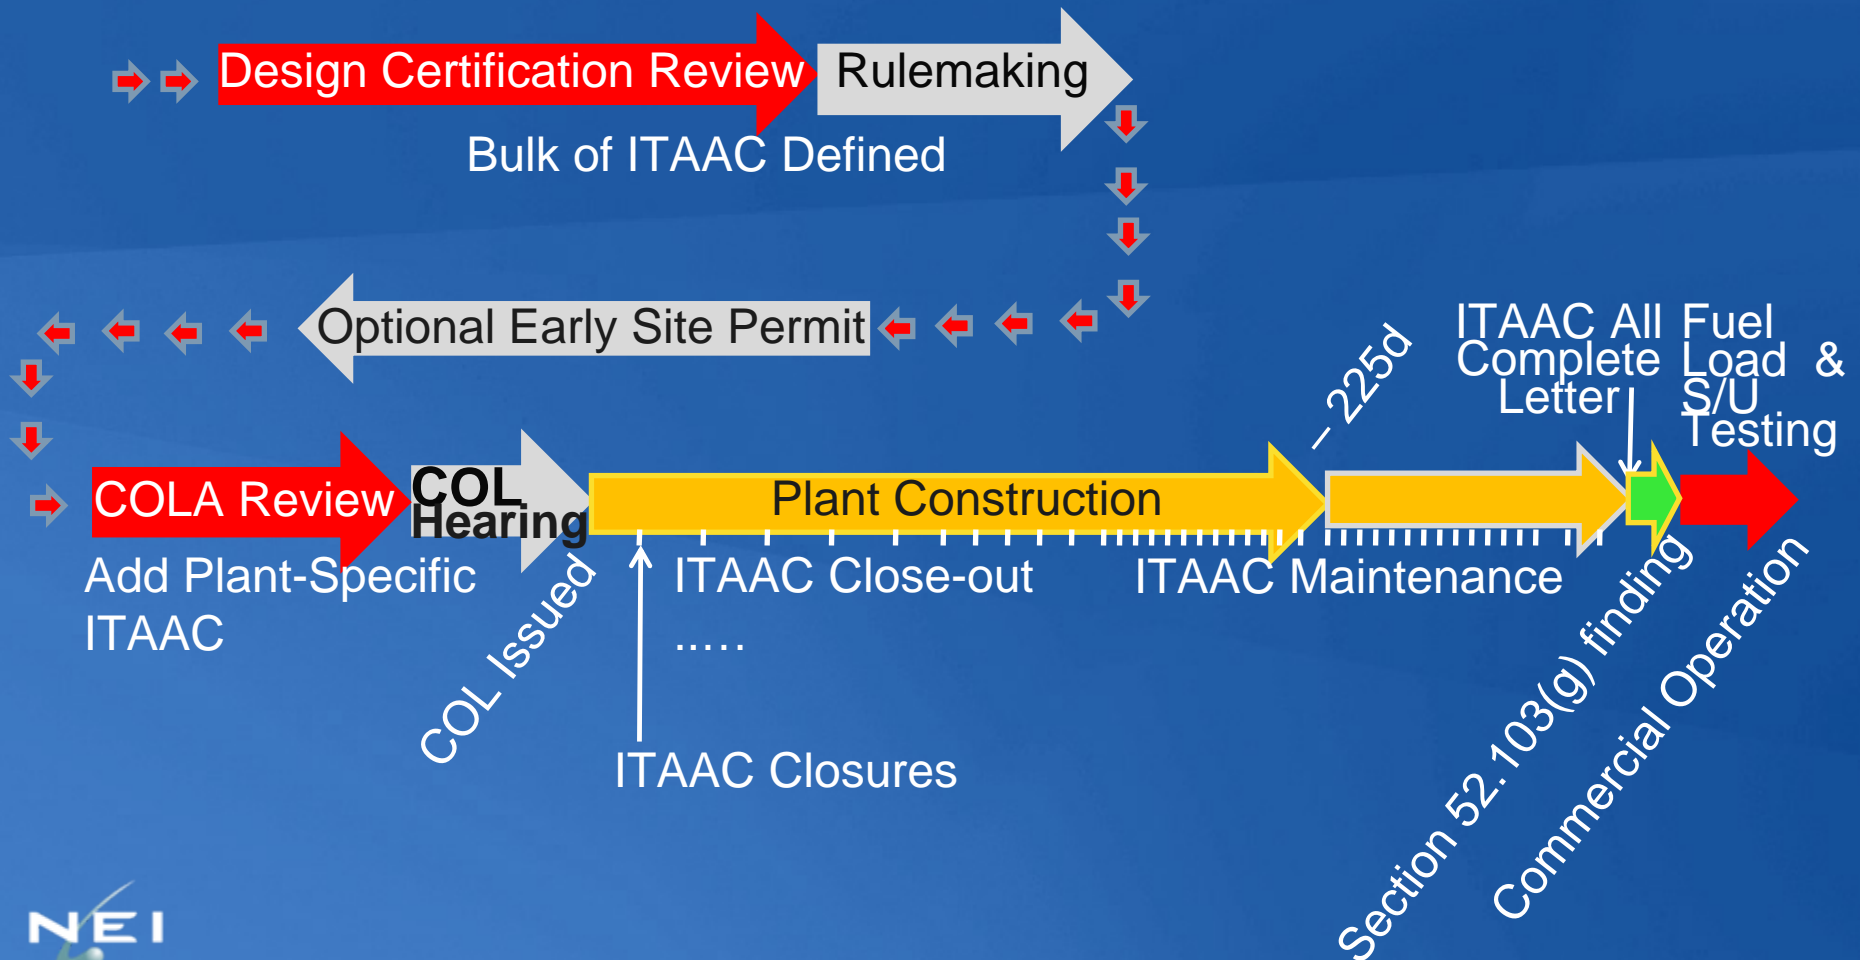 Design Certification Review
Rulemaking
Bulk of ITAAC Defined
Optional Early Site Permit
– 225d
ITAAC All
Complete
Letter
Fuel
Load &
S/U
Testing
COLA Review
COL
Hearing
Plant Construction
Add Plant-Specific
ITAAC
COL Issued
ITAAC Close-out
.....
ITAAC Maintenance
ITAAC Closures
Section 52.103(g) finding
Commercial Operation
NEI